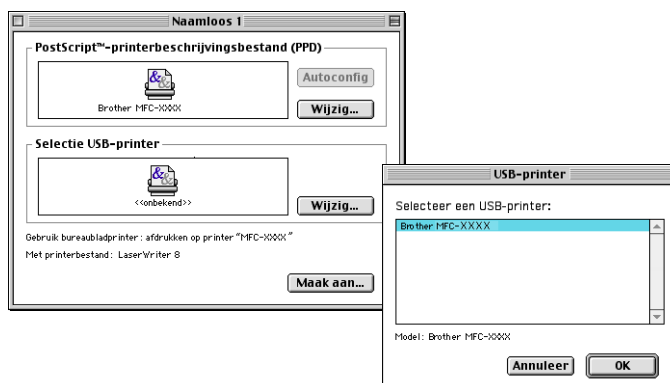 Naamloos 1
PostScript™-printerbeschrijvingsbestand (PPD)
Brother MFC-XXXX
Autoconfig
Wijzig...
Selectie USB-printer
<<onbekend>>
Wijzig...
Gebruik bureaubladprinter: afdrukken op printer "MFC-XXXX"
Met printerbestand: LaserWriter 8
Maak aan...
USB-printer
Selecteer een USB-printer:
Brother MFC-XXXX
Model: Brother MFC-XXXX
Annuleer
OK